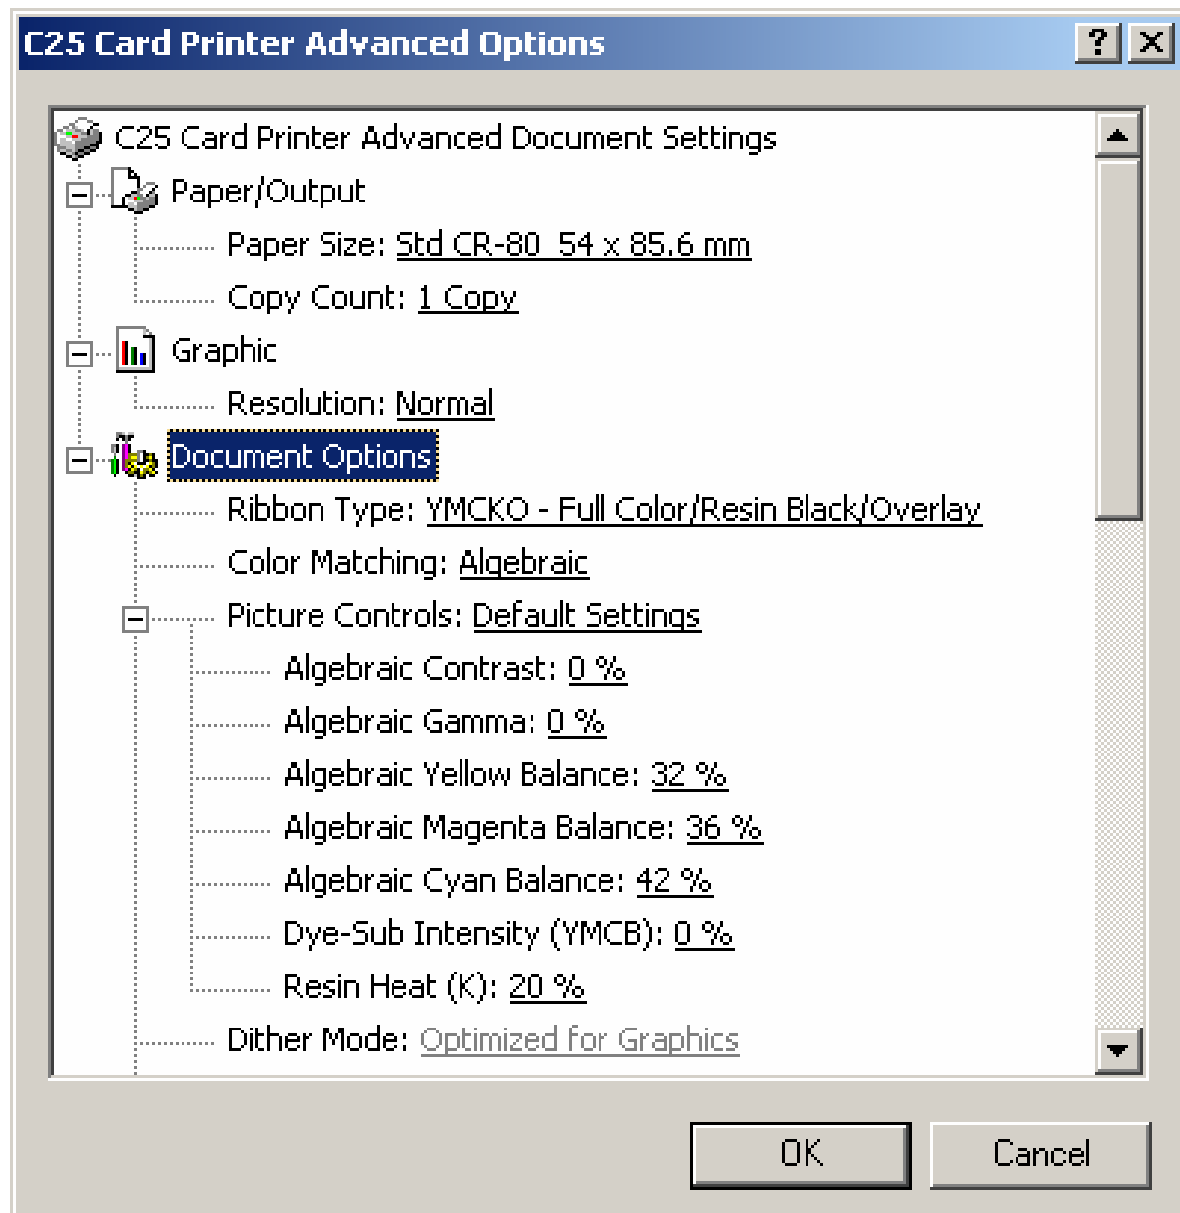 C25 Card Printer Advanced Options
C25 Card Printer Advanced Document Settings
Paper/Output
Paper Size: Std CR-80 54 x 85.6 mm
Copy Count: 1 Copy
Graphic
Resolution: Normal
Document Options
Ribbon Type: YMCKO - Full Color/Resin Black/Overlay
Color Matching: Algebraic
Picture Controls: Default Settings
Algebraic Contrast: 0 %
Algebraic Gamma: 0 %
Algebraic Yellow Balance: 32 %
Algebraic Magenta Balance: 36 %
Algebraic Cyan Balance: 42 %
Dye-Sub Intensity (YMCB): 0 %
Resin Heat (K): 20 %
Dither Mode: Optimized for Graphics
OK Cancel